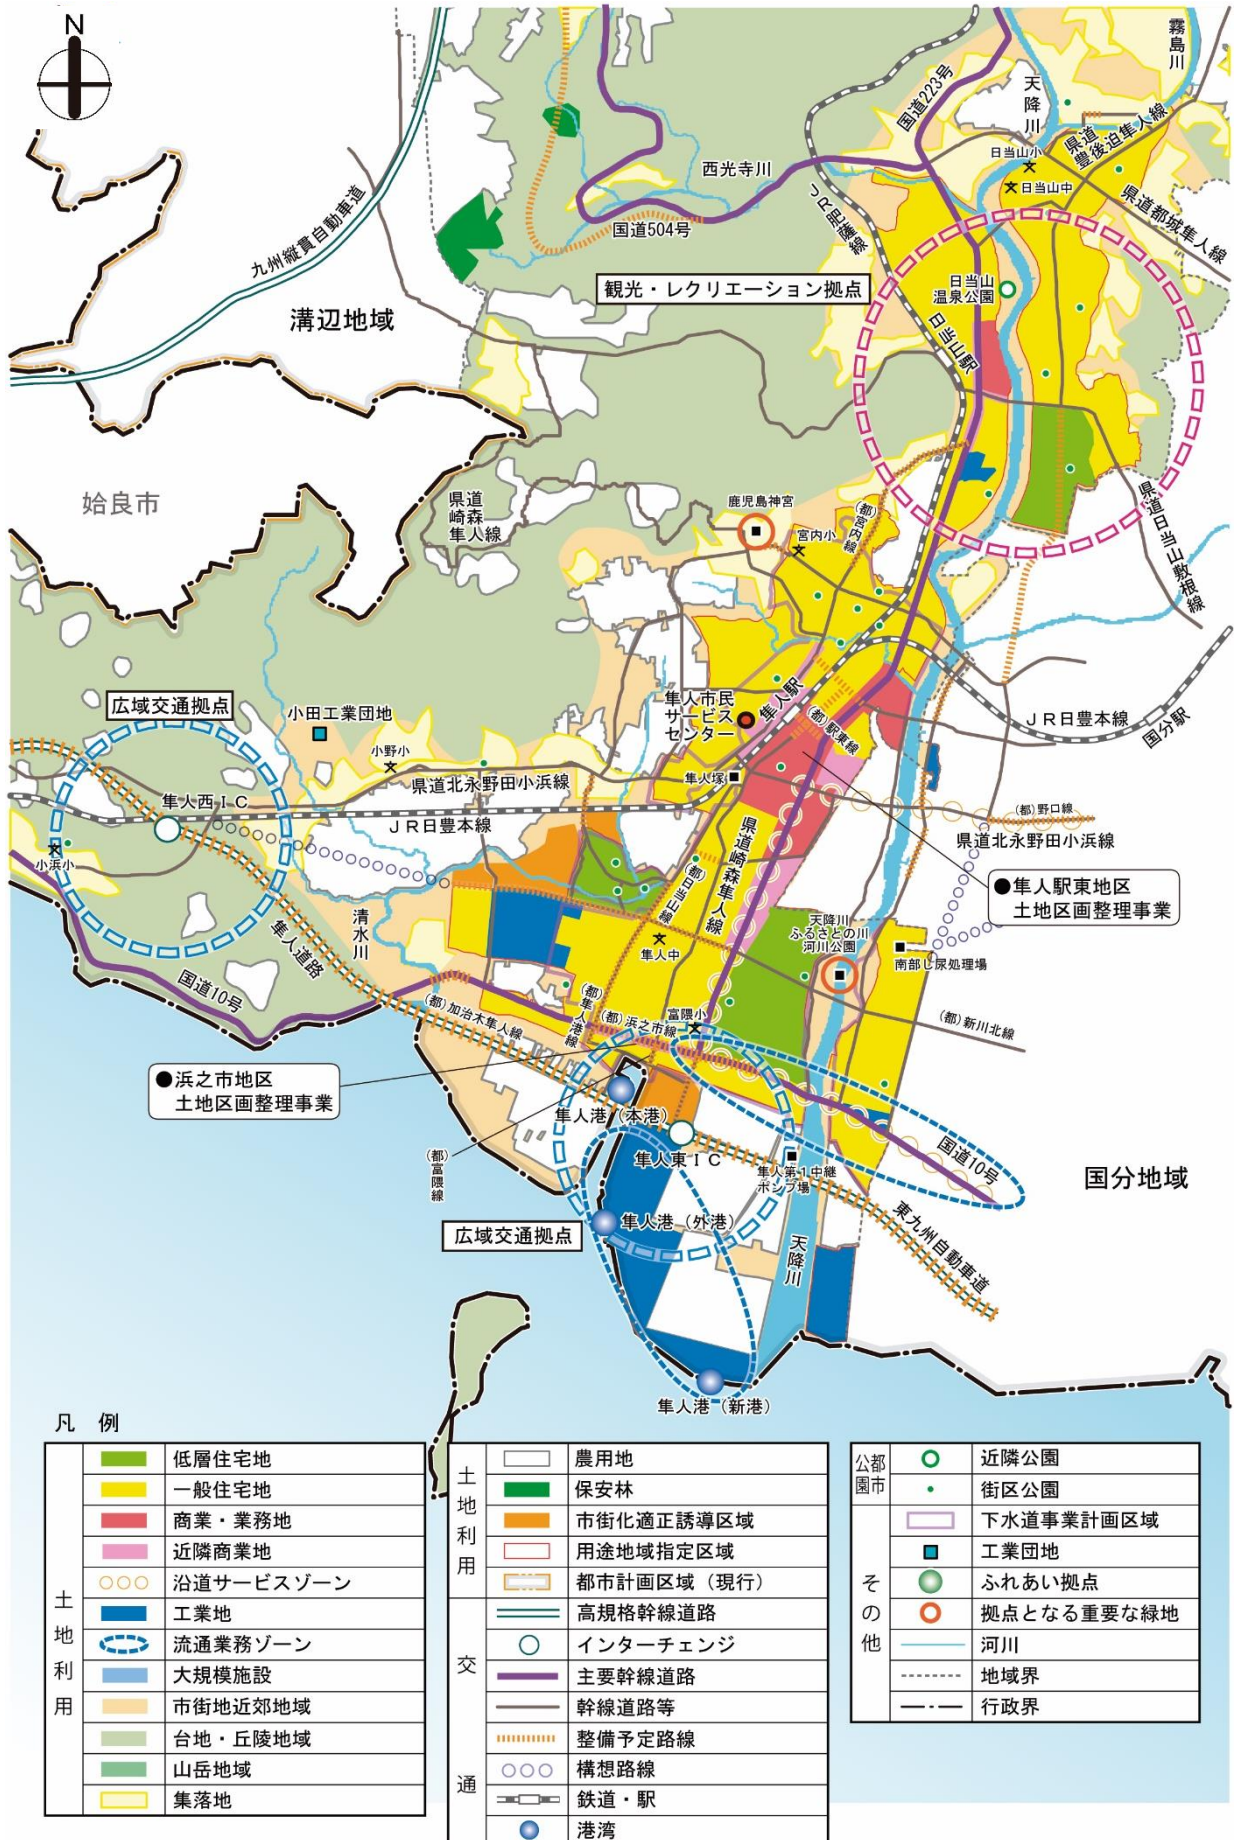 N
霧島川
天降川
国道223号
県道
豊後迫隼人線
日当山小
日当山中
県道都城隼人線
西光寺川
JR肥薩線
国道504号
九州縦貫自動車道
観光・レクリエーション拠点
日当山
温泉公園
溝辺地域
日当山駅
姶良市
県道
崎森
隼人線
鹿児島神宮
宮内小
(都)宮内線
県道日当山敷根線
広域交通拠点
小田工業団地
小野小
県道北永野田小浜線
隼人市民
サービス
センター
隼人駅
(都)駅東線
JR日豊本線
国分駅
隼人塚
隼人西IC
JR日豊本線
(都)野口線
県道北永野田小浜線
小浜小
県道崎森隼人線
(都)日当山線
●隼人駅東地区
土地区画整理事業
清水川
隼人道路
隼人中
天降川
ふるさとの川
河川公園
南部し尿処理場
国道10号
(都)加治木隼人線
(都)隼人港線
(都)浜之市線
富隈小
(都)新川北線
●浜之市地区
土地区画整理事業
隼人港(本港)
(都)富隈線
隼人東IC
隼人第1中継
ポンプ場
国道10号
国分地域
隼人港(外港)
広域交通拠点
天降川
東九州自動車道
隼人港(新港)
凡 例
土地利用
低層住宅地
一般住宅地
商業・業務地
近隣商業地
沿道サービスゾーン
工業地
流通業務ゾーン
大規模施設
市街地近郊地域
台地・丘陵地域
山岳地域
集落地
土地利用
農用地
保安林
市街化適正誘導区域
用途地域指定区域
都市計画区域(現行)
交通
高規格幹線道路
インターチェンジ
主要幹線道路
幹線道路等
整備予定路線
構想路線
鉄道・駅
港湾
都市公園
近隣公園
街区公園
その他
下水道事業計画区域
工業団地
ふれあい拠点
拠点となる重要な緑地
河川
地域界
行政界